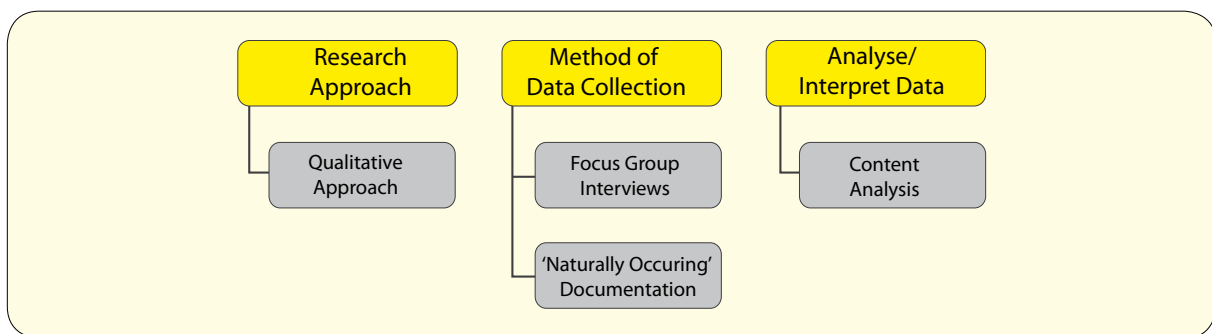 Research
Approach
Qualitative
Approach
Method of
Data Collection
Focus Group
Interviews
‘Naturally Occuring’
Documentation
Analyse/
Interpret Data
Content
Analysis